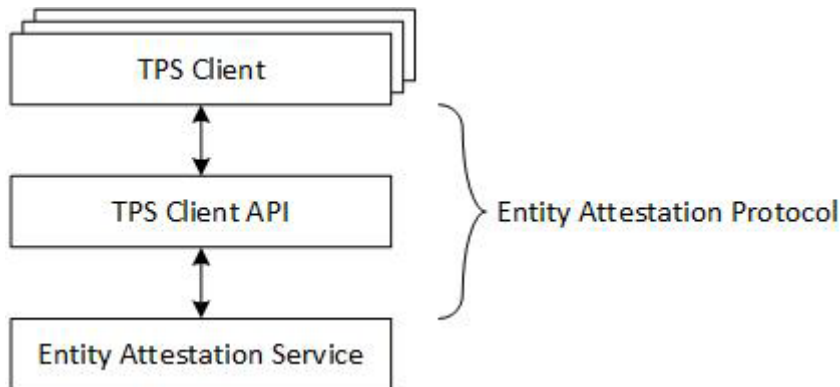 TPS Client
TPS Client API
Entity Attestation Protocol
Entity Attestation Service